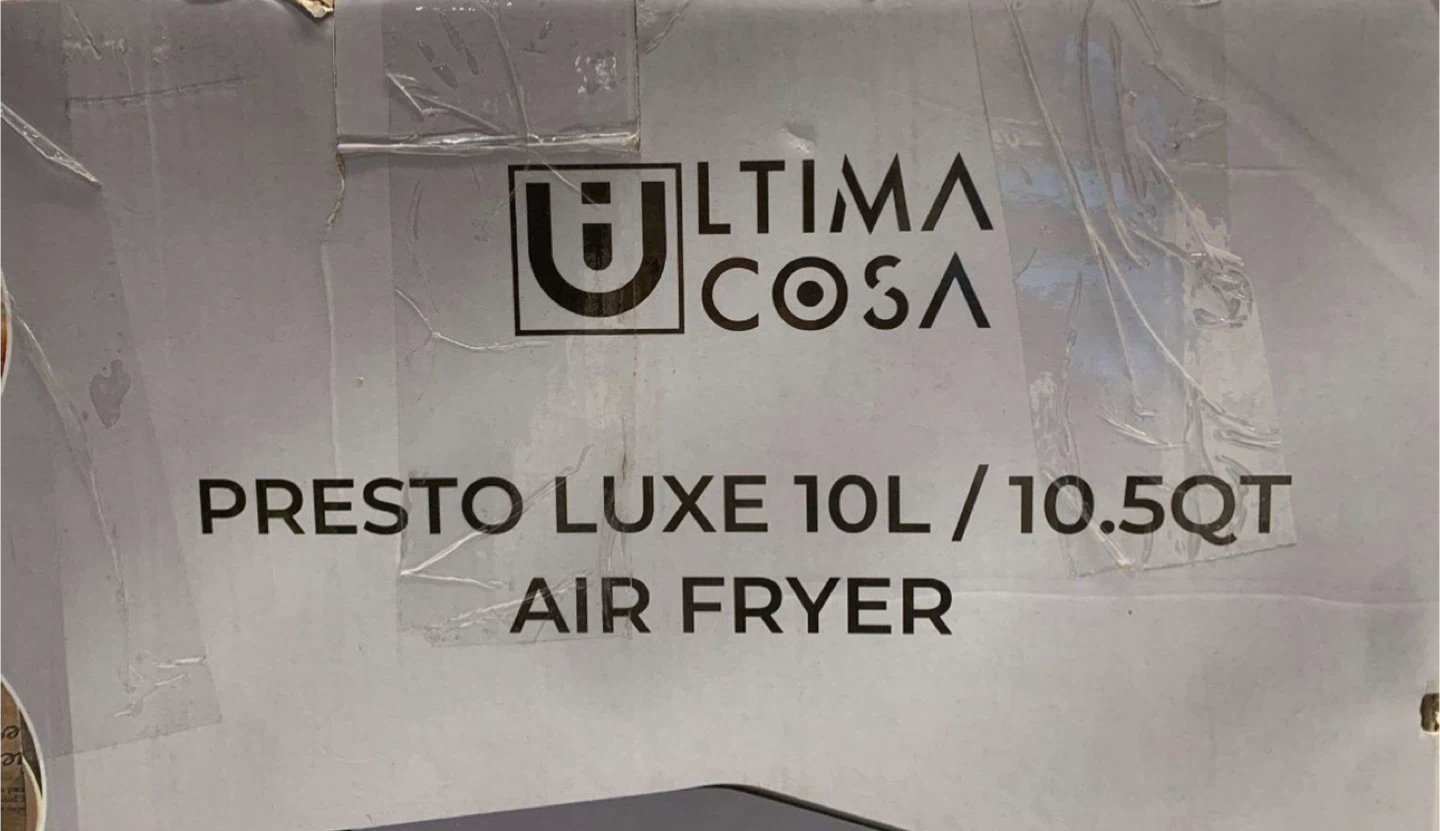 ULTIMA
COSA
PRESTO LUXE 10L / 10.5QT
AIR FRYER